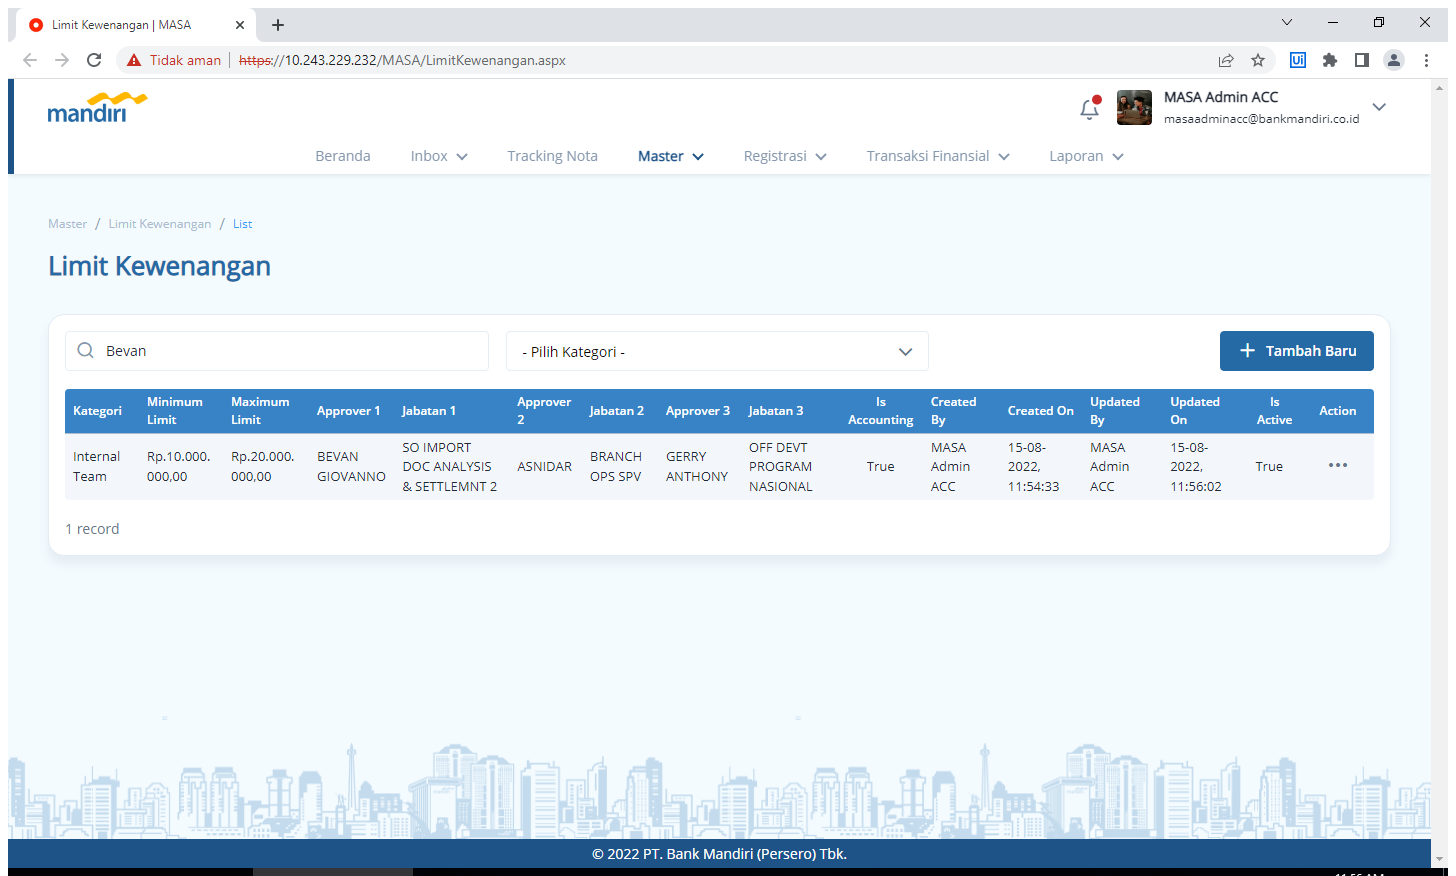 Limit Kewenangan | MASA
Tidak aman
https://10.243.229.232/MASA/LimitKewenangan.aspx
Ui
mandiri
MASA Admin ACC
masaadminacc@bankmandiri.co.id
Beranda
Inbox
Tracking Nota
Master
Registrasi
Transaksi Finansial
Laporan
Master / Limit Kewenangan / List
Limit Kewenangan
Bevan
- Pilih Kategori -
+ Tambah Baru
Kategori
Minimum
Limit
Maximum
Limit
Approver 1
Jabatan 1
Approver
2
Jabatan 2
Approver 3
Jabatan 3
Is
Accounting
Created
By
Created On
Updated
By
Updated
On
Is
Active
Action
Internal
Team
Rp.10.000.
000,00
Rp.20.000.
000,00
BEVAN
GIOVANNO
SO IMPORT
DOC ANALYSIS
& SETTLEMNT 2
ASNIDAR
BRANCH
OPS SPV
GERRY
ANTHONY
OFF DEVT
PROGRAM
NASIONAL
True
MASA
Admin
ACC
15-08-
2022,
11:54:33
MASA
Admin
ACC
15-08-
2022,
11:56:02
True
1 record
© 2022 PT. Bank Mandiri (Persero) Tbk.